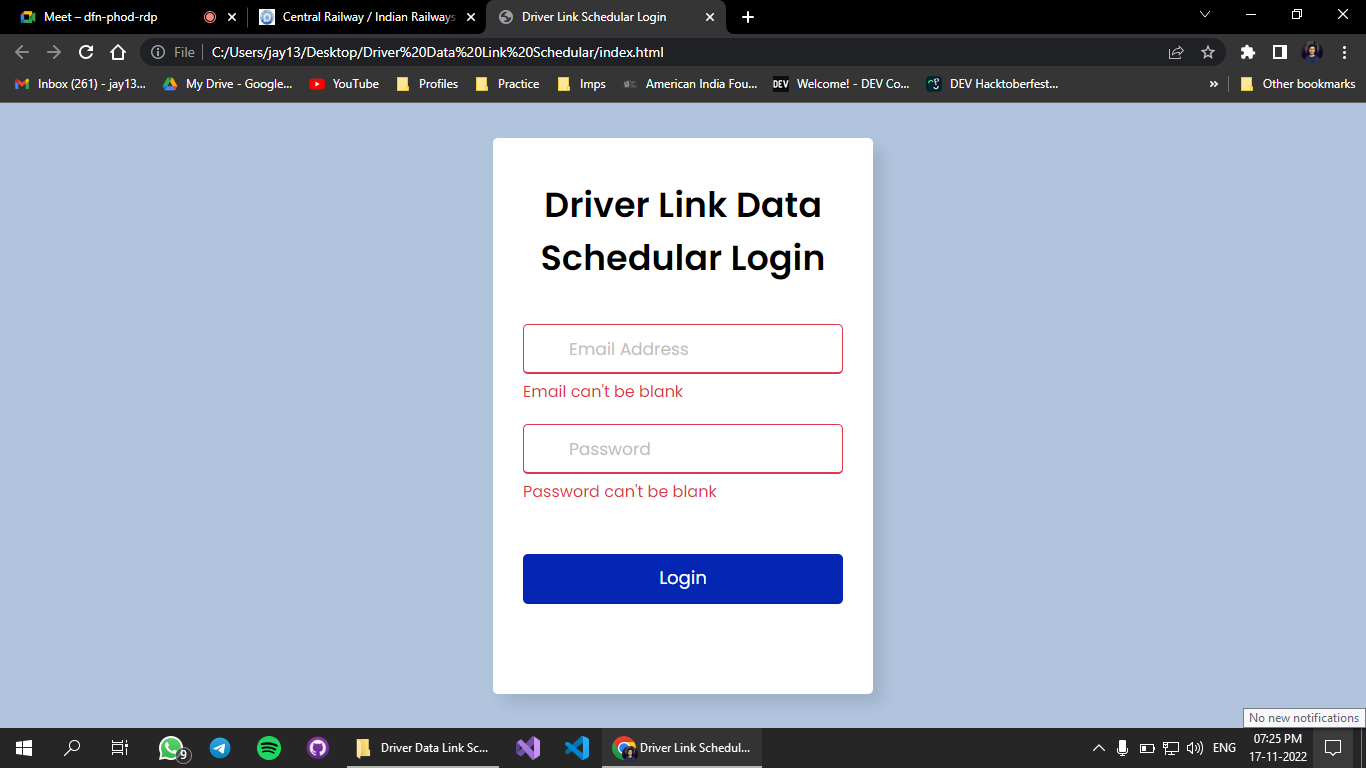 Meet – dfn-phod-rdp
Central Railway / Indian Railways
Driver Link Schedular Login
File
C:/Users/jay13/Desktop/Driver%20Data%20Link%20Schedular/index.html
Inbox (261) - jay13...
My Drive - Google...
YouTube
Profiles
Practice
Imps
American India Fou...
DEV
Welcome! - DEV Co...
DEV Hacktoberfest...
»
Other bookmarks
Driver Link Data
Schedular Login
Email Address
Email can't be blank
Password
Password can't be blank
Login
No new notifications
9
Driver Data Link Sc...
Driver Link Schedul...
ENG
07:25 PM
17-11-2022